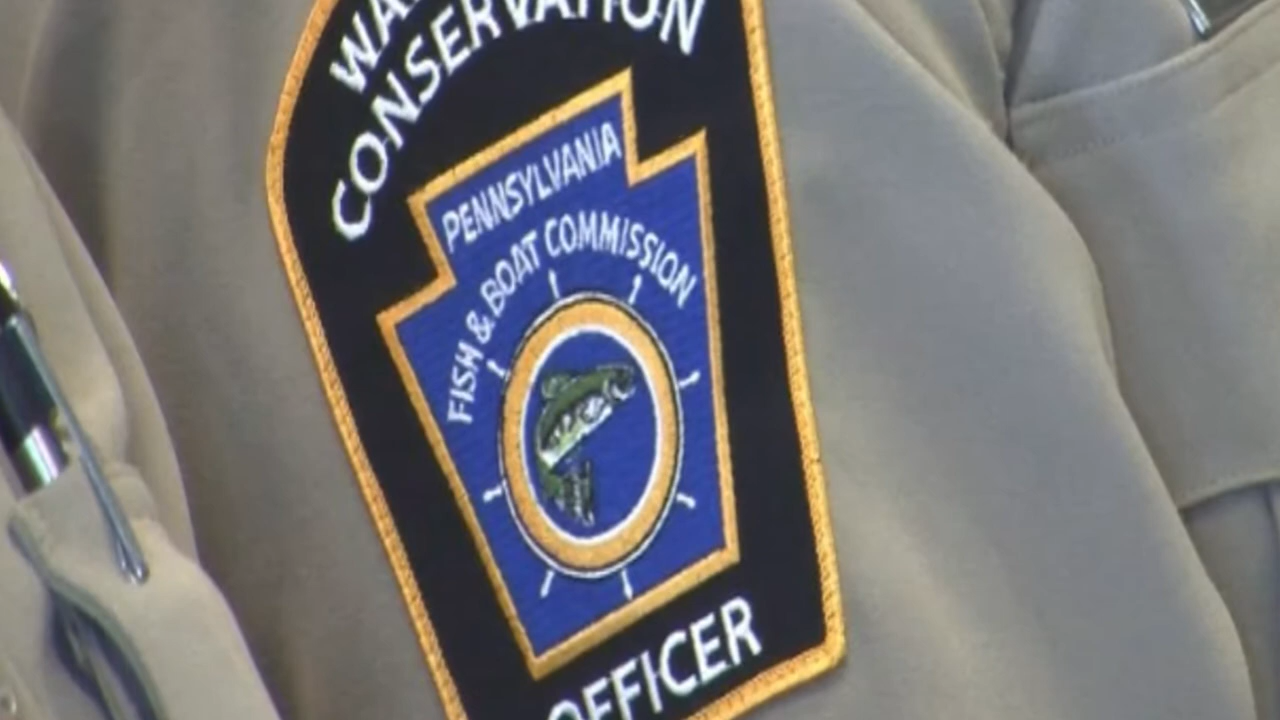 CONSERVATION
PENNSYLVANIA
FISH & BOAT COMMISSION
OFFICER